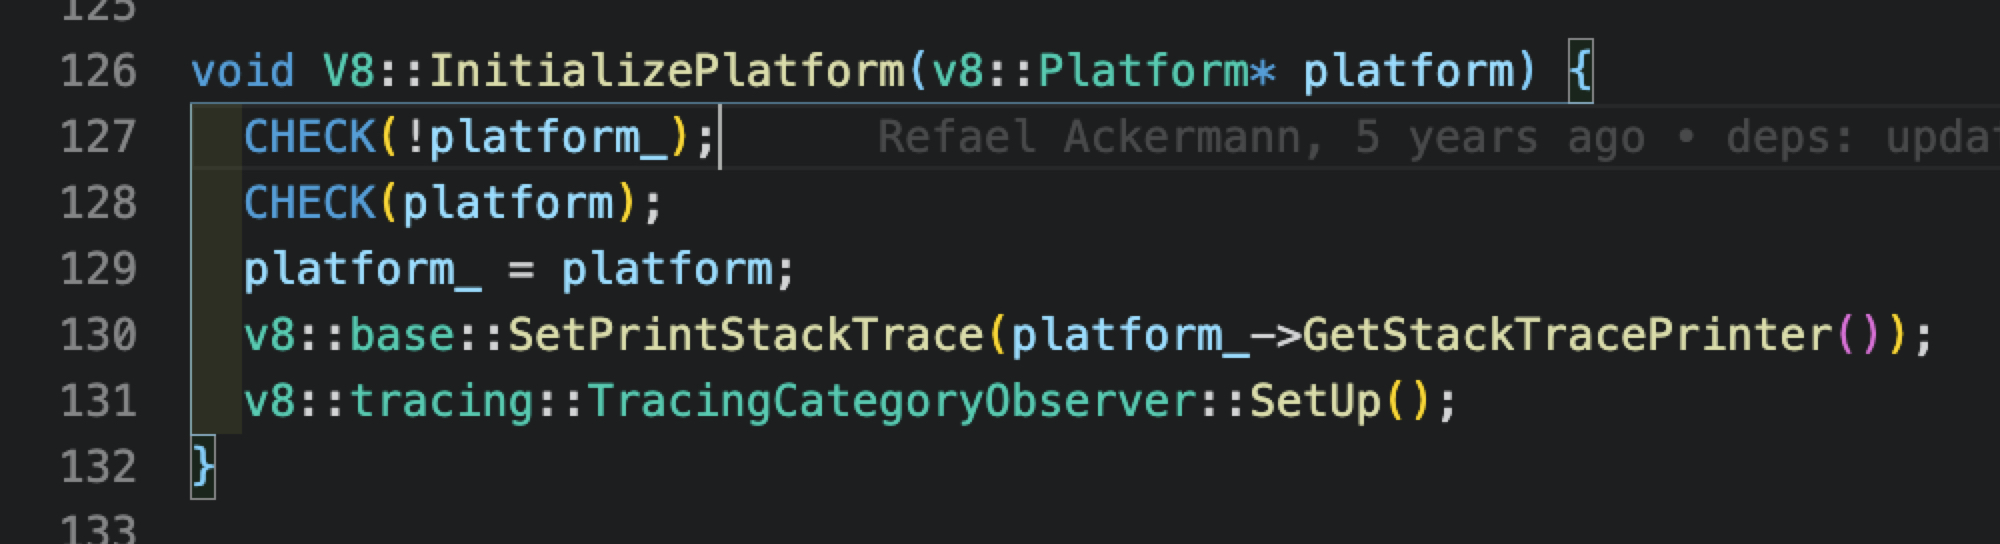 125
126 void V8::InitializePlatform(v8::Platform* platform) {
127 CHECK(!platform_); Refael Ackermann, 5 years ago • deps: upda
128 CHECK(platform);
129 platform_ = platform;
130 v8::base::SetPrintStackTrace(platform_->GetStackTracePrinter());
131 v8::tracing::TracingCategoryObserver::SetUp();
132 }
133